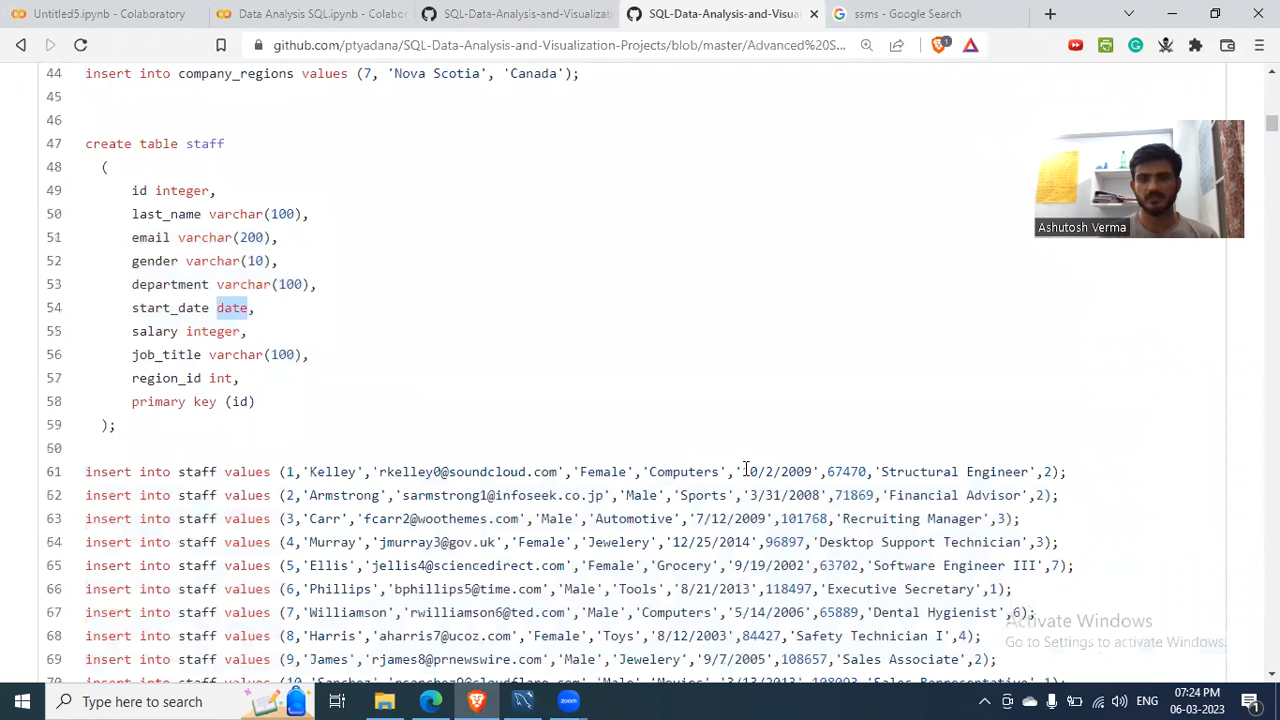 Untitled5.ipynb - Colaboratory
Data Analysis SQL.ipynb - Colabor
SQL-Data-Analysis-and-Visualizat
SQL-Data-Analysis-and-Visua
ssms - Google Search
github.com/ptyadana/SQL-Data-Analysis-and-Visualization-Projects/blob/master/Advanced%20S...
1
44 insert into company_regions values (7, 'Nova Scotia', 'Canada');
45
46
47 create table staff
48 (
49 id integer,
50 last_name varchar(100),
51 email varchar(200),
52 gender varchar(10),
53 department varchar(100),
54 start_date date,
55 salary integer,
56 job_title varchar(100),
57 region_id int,
58 primary key (id)
59 );
60
61 insert into staff values (1,'Kelley','rkelley0@soundcloud.com','Female','Computers','10/2/2009',67470,'Structural Engineer',2);
62 insert into staff values (2,'Armstrong','sarmstrong1@infoseek.co.jp','Male','Sports','3/31/2008',71869,'Financial Advisor',2);
63 insert into staff values (3,'Carr','fcarr2@woothemes.com','Male','Automotive','7/12/2009',101768,'Recruiting Manager',3);
64 insert into staff values (4,'Murray','jmurray3@gov.uk','Female','Jewelery','12/25/2014',96897,'Desktop Support Technician',3);
65 insert into staff values (5,'Ellis','jellis4@sciencedirect.com','Female','Grocery','9/19/2002',63702,'Software Engineer III',7);
66 insert into staff values (6,'Phillips','bphillips5@time.com','Male','Tools','8/21/2013',118497,'Executive Secretary',1);
67 insert into staff values (7,'Williamson','rwilliamson6@ted.com','Male','Computers','5/14/2006',65889,'Dental Hygienist',6);
68 insert into staff values (8,'Harris','aharris7@ucoz.com','Female','Toys','8/12/2003',84427,'Safety Technician I',4);
69 insert into staff values (9,'James','rjames8@prnewswire.com','Male','Jewelery','9/7/2005',108657,'Sales Associate',2);
Ashutosh Verma
Activate Windows
Go to Settings to activate Windows.
Type here to search
ENG
07:24 PM
06-03-2023
1